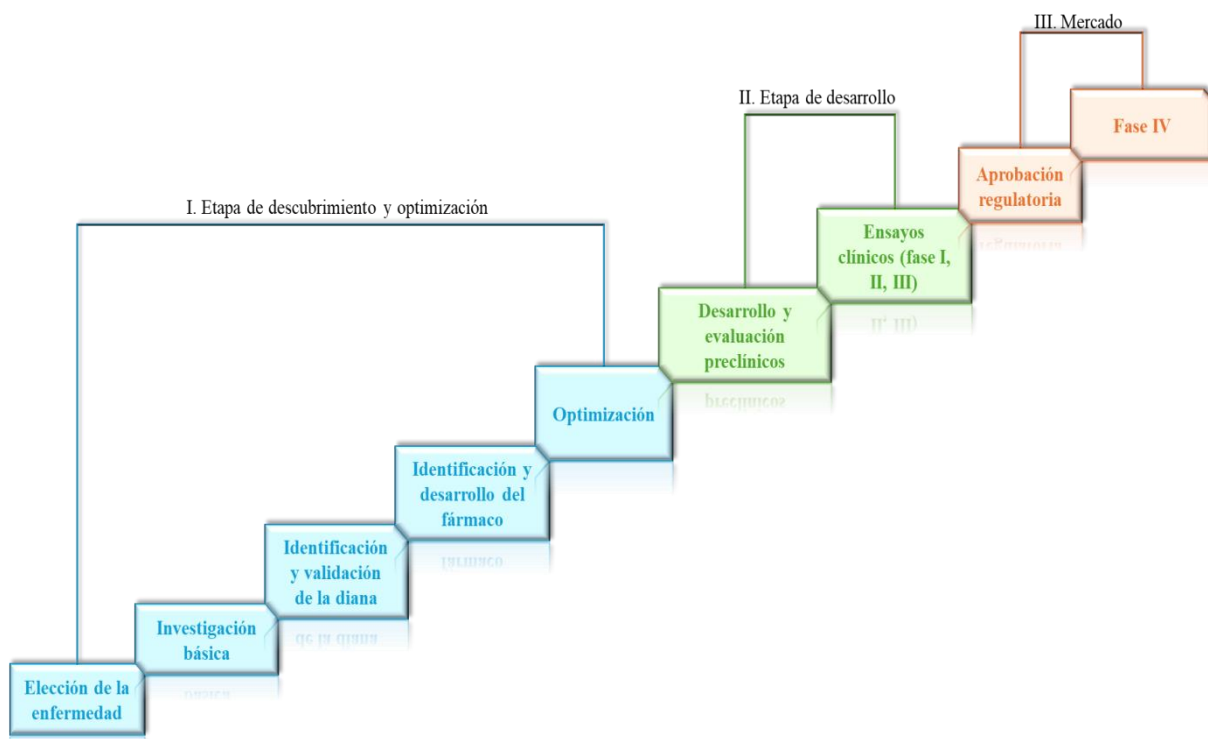 III. Mercado
Fase IV
II. Etapa de desarrollo
Aprobación
regulatoria
I. Etapa de descubrimiento y optimización
Ensayos
clínicos (fase I,
II, III)
Desarrollo y
evaluación
preclínicos
Optimización
Identificación y
desarrollo del
fármaco
Identificación
y validación
de la diana
Investigación
básica
Elección de la
enfermedad